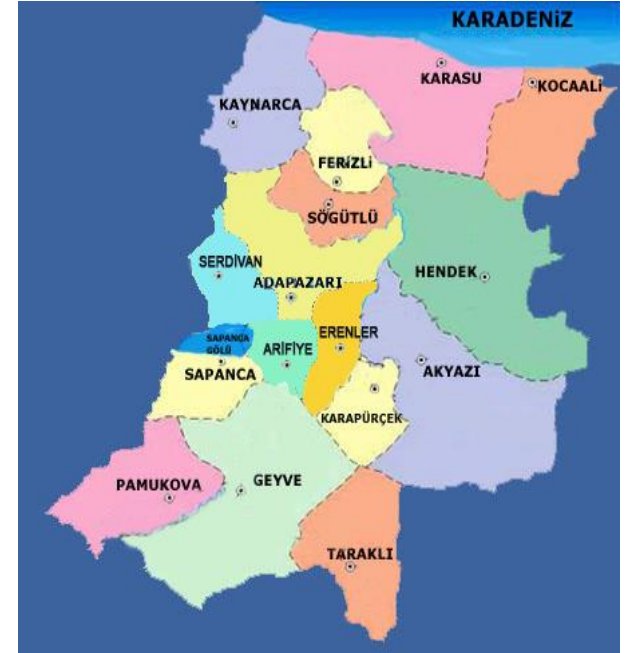 KARADENİZ
KARASU
KOCAALİ
KAYNARCA
FERİZLİ
SÖGÜTLÜ
SERDİVAN
HENDEK
ADAPAZARI
ERENLER
SAPANCA
GÖLÜ
ARİFİYE
AKYAZI
SAPANCA
KARAPÜRÇEK
GEYVE
PAMUKOVA
TARAKLI